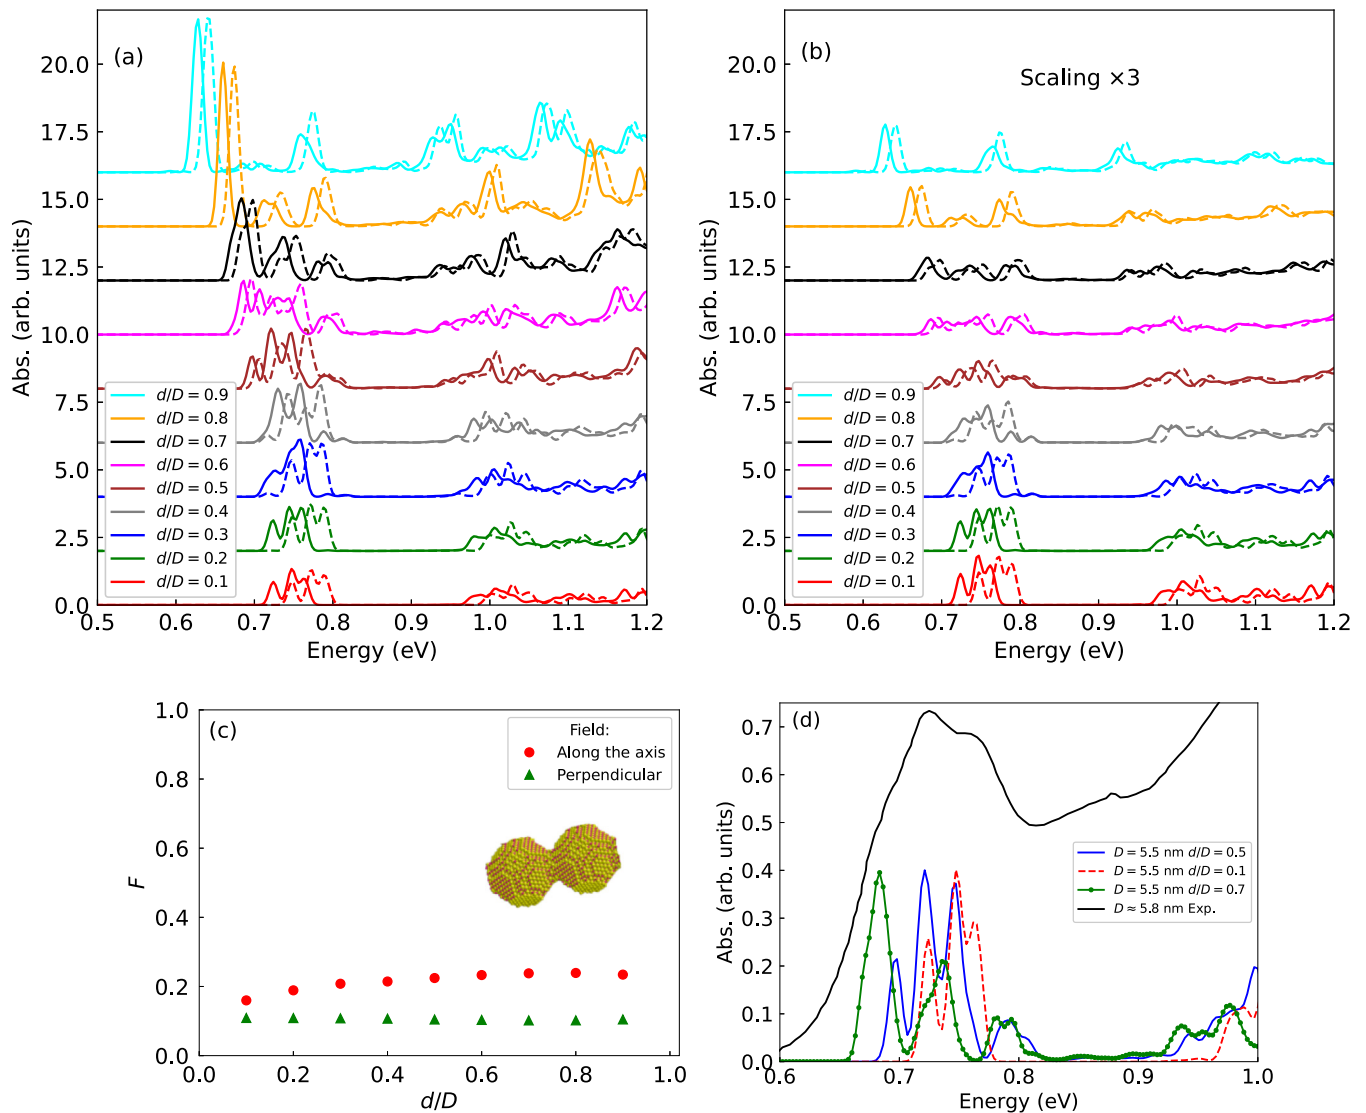 (a)
Abs. (arb. units)
20.0
17.5
15.0
12.5
10.0
7.5
5.0
2.5
0.0
d/D = 0.9
d/D = 0.8
d/D = 0.7
d/D = 0.6
d/D = 0.5
d/D = 0.4
d/D = 0.3
d/D = 0.2
d/D = 0.1
0.5 0.6 0.7 0.8 0.9 1.0 1.1 1.2
Energy (eV)
(b)
Scaling ×3
Abs. (arb. units)
20.0
17.5
15.0
12.5
10.0
7.5
5.0
2.5
0.0
d/D = 0.9
d/D = 0.8
d/D = 0.7
d/D = 0.6
d/D = 0.5
d/D = 0.4
d/D = 0.3
d/D = 0.2
d/D = 0.1
0.5 0.6 0.7 0.8 0.9 1.0 1.1 1.2
Energy (eV)
(c)
F
1.0
0.8
0.6
0.4
0.2
0.0
Field:
Along the axis
Perpendicular
0.0 0.2 0.4 0.6 0.8 1.0
d/D
(d)
Abs. (arb. units)
0.7
0.6
0.5
0.4
0.3
0.2
0.1
0.0
D = 5.5 nm d/D = 0.5
D = 5.5 nm d/D = 0.1
D = 5.5 nm d/D = 0.7
D ≈ 5.8 nm Exp.
0.6 0.7 0.8 0.9 1.0
Energy (eV)